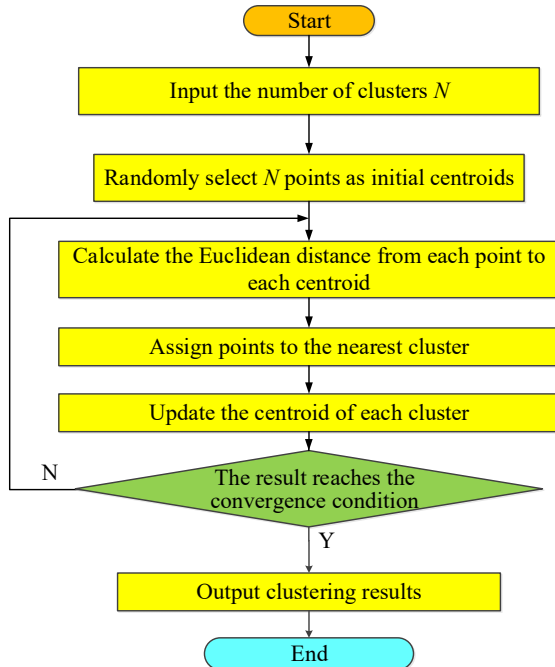 Start
Input the number of clusters N
Randomly select N points as initial centroids
Calculate the Euclidean distance from each point to
each centroid
Assign points to the nearest cluster
Update the centroid of each cluster
N
The result reaches the
convergence condition
Y
Output clustering results
End